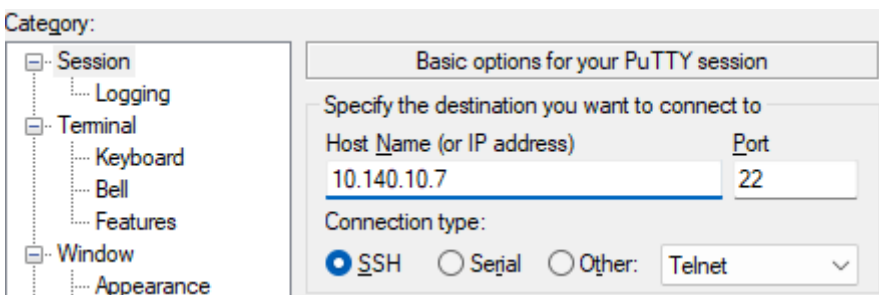 Category:
Session
Logging
Terminal
Keyboard
Bell
Features
Window
Appearance
Basic options for your PuTTY session
Specify the destination you want to connect to
Host Name (or IP address) Port
10.140.10.7 22
Connection type:
SSH Serial Other: Telnet